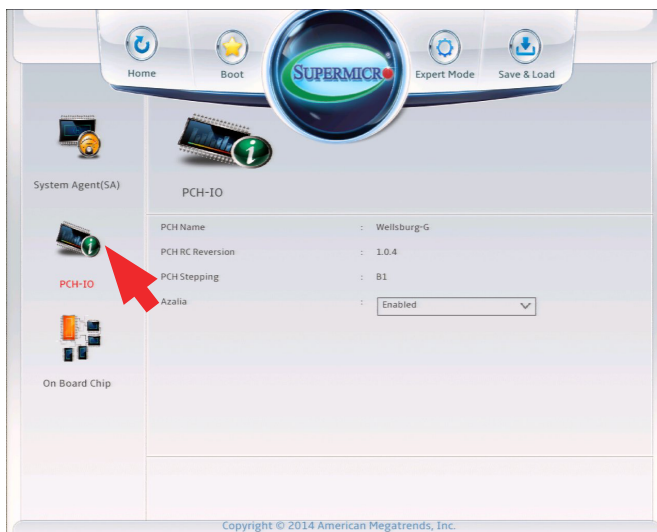 Home
Boot
SUPERMICRO
Expert Mode
Save & Load
System Agent(SA)
PCH-IO
On Board Chip
PCH-IO
PCH Name : Wellsburg-G
PCH RC Reversion : 1.0.4
PCH Stepping : B1
Azalia : Enabled
Copyright © 2014 American Megatrends, Inc.